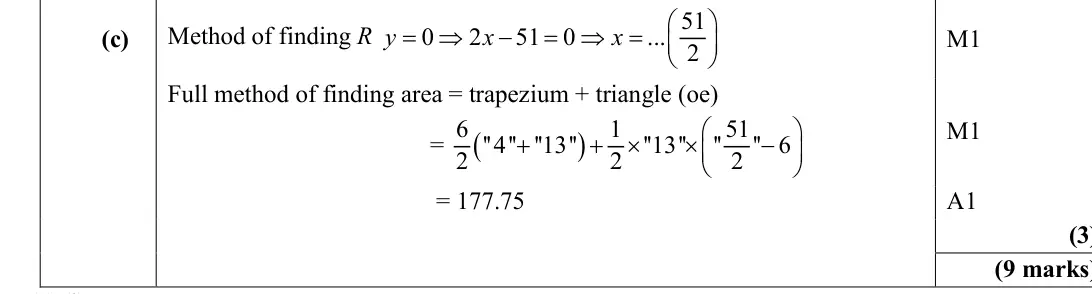 (c) Method of finding R y = 0 ⇒ 2x − 51 = 0 ⇒ x = ...(51/2) M1
Full method of finding area = trapezium + triangle (oe)
= 6/2 ("4"+ "13") + 1/2 × "13"× ("51/2"− 6) M1
= 177.75 A1
(3)
(9 marks)